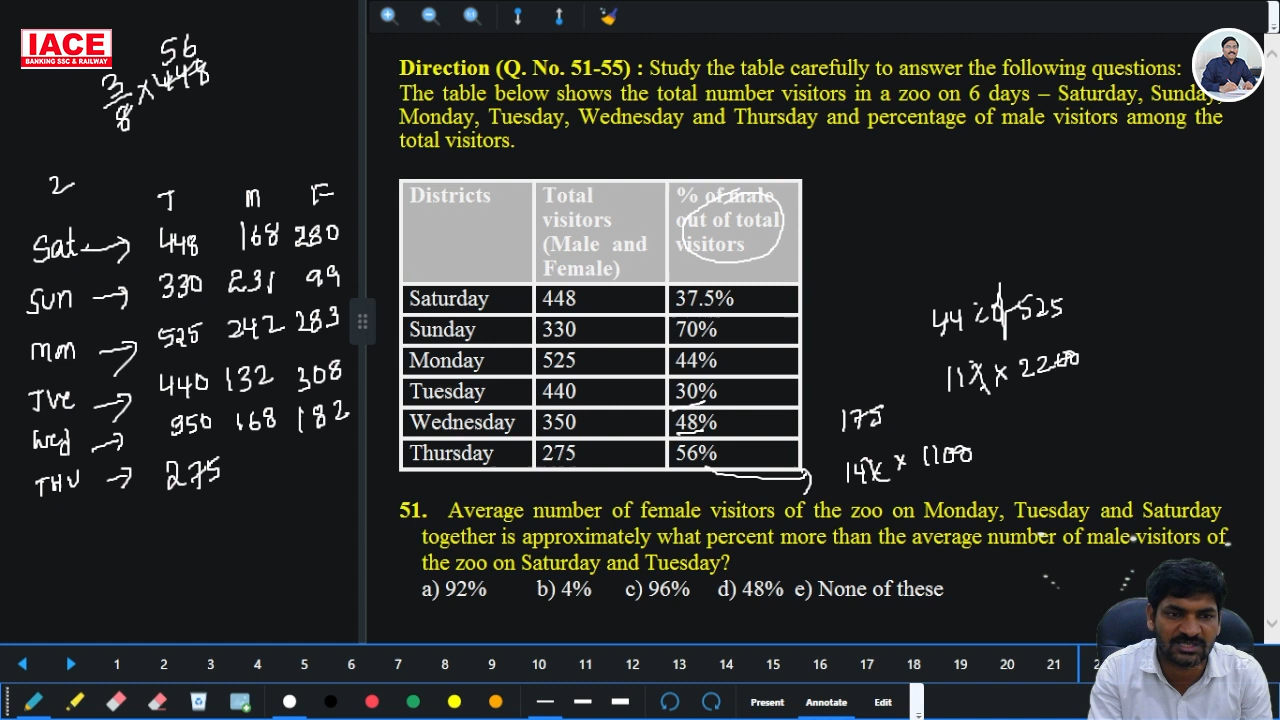 IACE
BANKING SSC & RAILWAY
56
3/8 × 448
2
T M F
Sat → 448 168 280
Sun → 330 231 99
Mon → 525 242 283
Tue → 440 132 308
Wed → 350 168 182
THU → 275
Direction (Q. No. 51-55) : Study the table carefully to answer the following questions:
The table below shows the total number visitors in a zoo on 6 days – Saturday, Sunday,
Monday, Tuesday, Wednesday and Thursday and percentage of male visitors among the
total visitors.
Districts
Total visitors (Male and Female)
% of male out of total visitors
Saturday 448 37.5%
Sunday 330 70%
Monday 525 44%
Tuesday 440 30%
Wednesday 350 48%
Thursday 275 56%
525
11 × 2200
175
14 × 1100
51. Average number of female visitors of the zoo on Monday, Tuesday and Saturday
together is approximately what percent more than the average number of male visitors of
the zoo on Saturday and Tuesday?
a) 92% b) 4% c) 96% d) 48% e) None of these
1 2 3 4 5 6 7 8 9 10 11 12 13 14 15 16 17 18 19 20 21
Present Annotate Edit